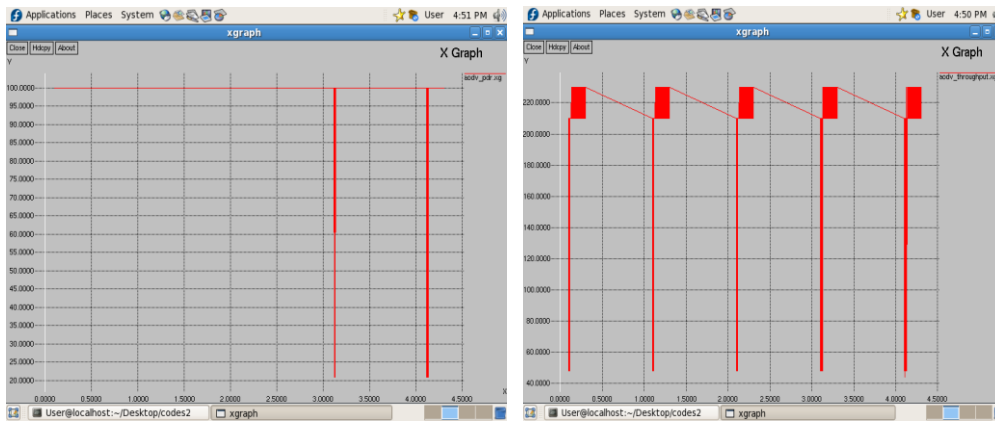 Applications Places System User 4:51 PM
xgraph
Close Hdcpy About
X Graph
Y
aodv_pdr.xg
100.0000
95.0000
90.0000
85.0000
80.0000
75.0000
70.0000
65.0000
60.0000
55.0000
50.0000
45.0000
40.0000
35.0000
30.0000
25.0000
20.0000
X
0.0000 0.5000 1.0000 1.5000 2.0000 2.5000 3.0000 3.5000 4.0000 4.5000
User@localhost:~/Desktop/codes2 xgraph
Applications Places System User 4:50 PM
xgraph
Close Hdcpy About
X Graph
Y
aodv_throughput.x
220.0000
200.0000
180.0000
160.0000
140.0000
120.0000
100.0000
80.0000
60.0000
40.0000
0.0000 0.5000 1.0000 1.5000 2.0000 2.5000 3.0000 3.5000 4.0000 4.5000
User@localhost:~/Desktop/codes2 xgraph